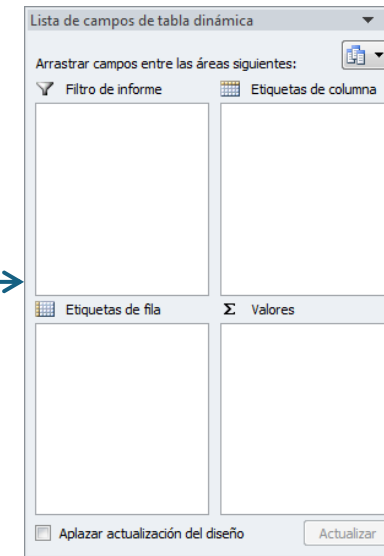 Lista de campos de tabla dinámica
Arrastrar campos entre las áreas siguientes:
Filtro de informe
Etiquetas de columna
Etiquetas de fila
Σ Valores
Aplazar actualización del diseño
Actualizar